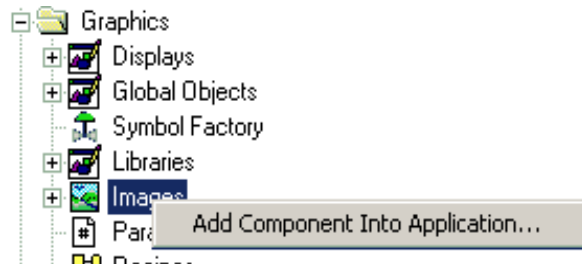 Graphics
Displays
Global Objects
Symbol Factory
Libraries
Images
Add Component Into Application...
#